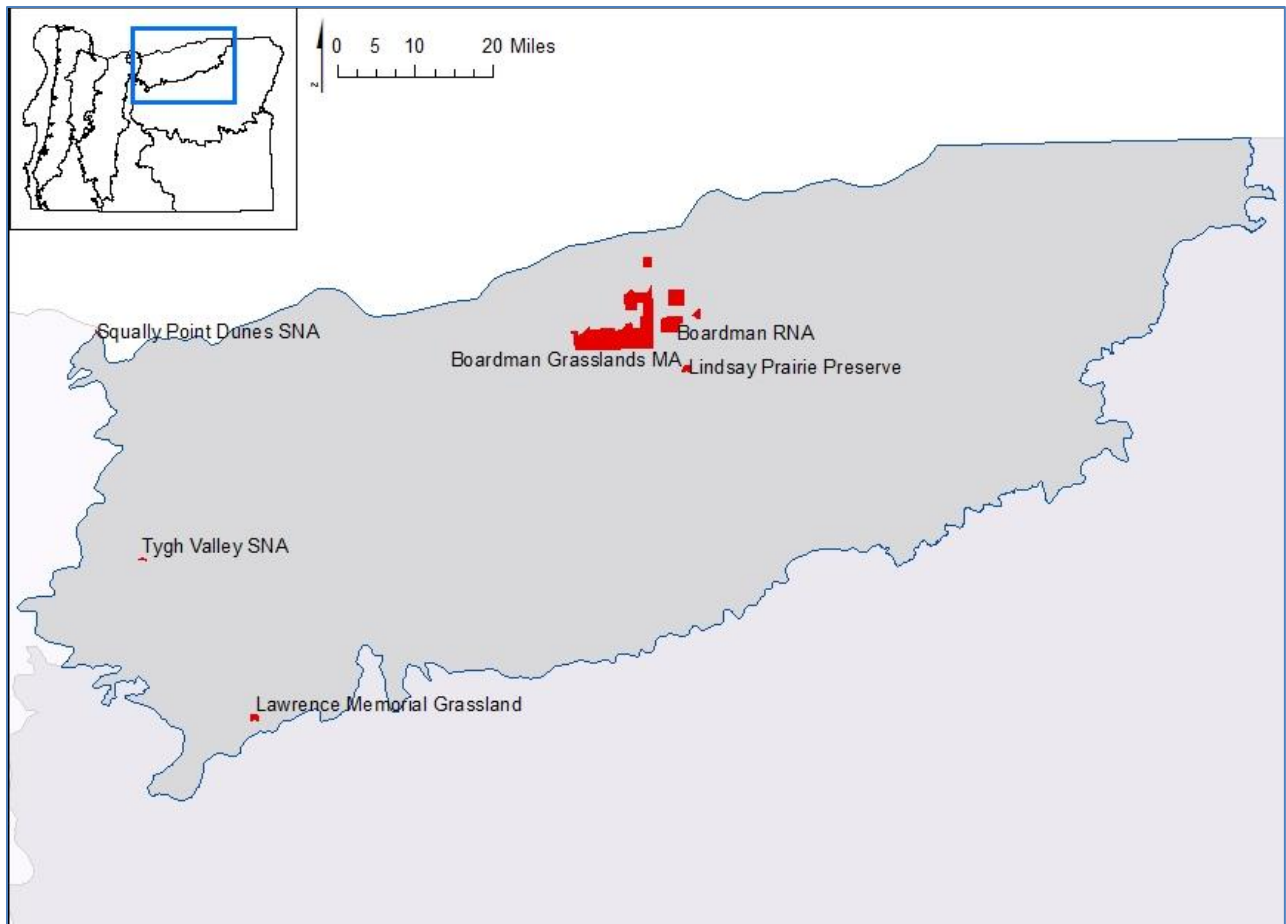 0 5 10 20 Miles
N
Squally Point Dunes SNA
Boardman RNA
Boardman Grasslands MA
Lindsay Prairie Preserve
Tygh Valley SNA
Lawrence Memorial Grassland